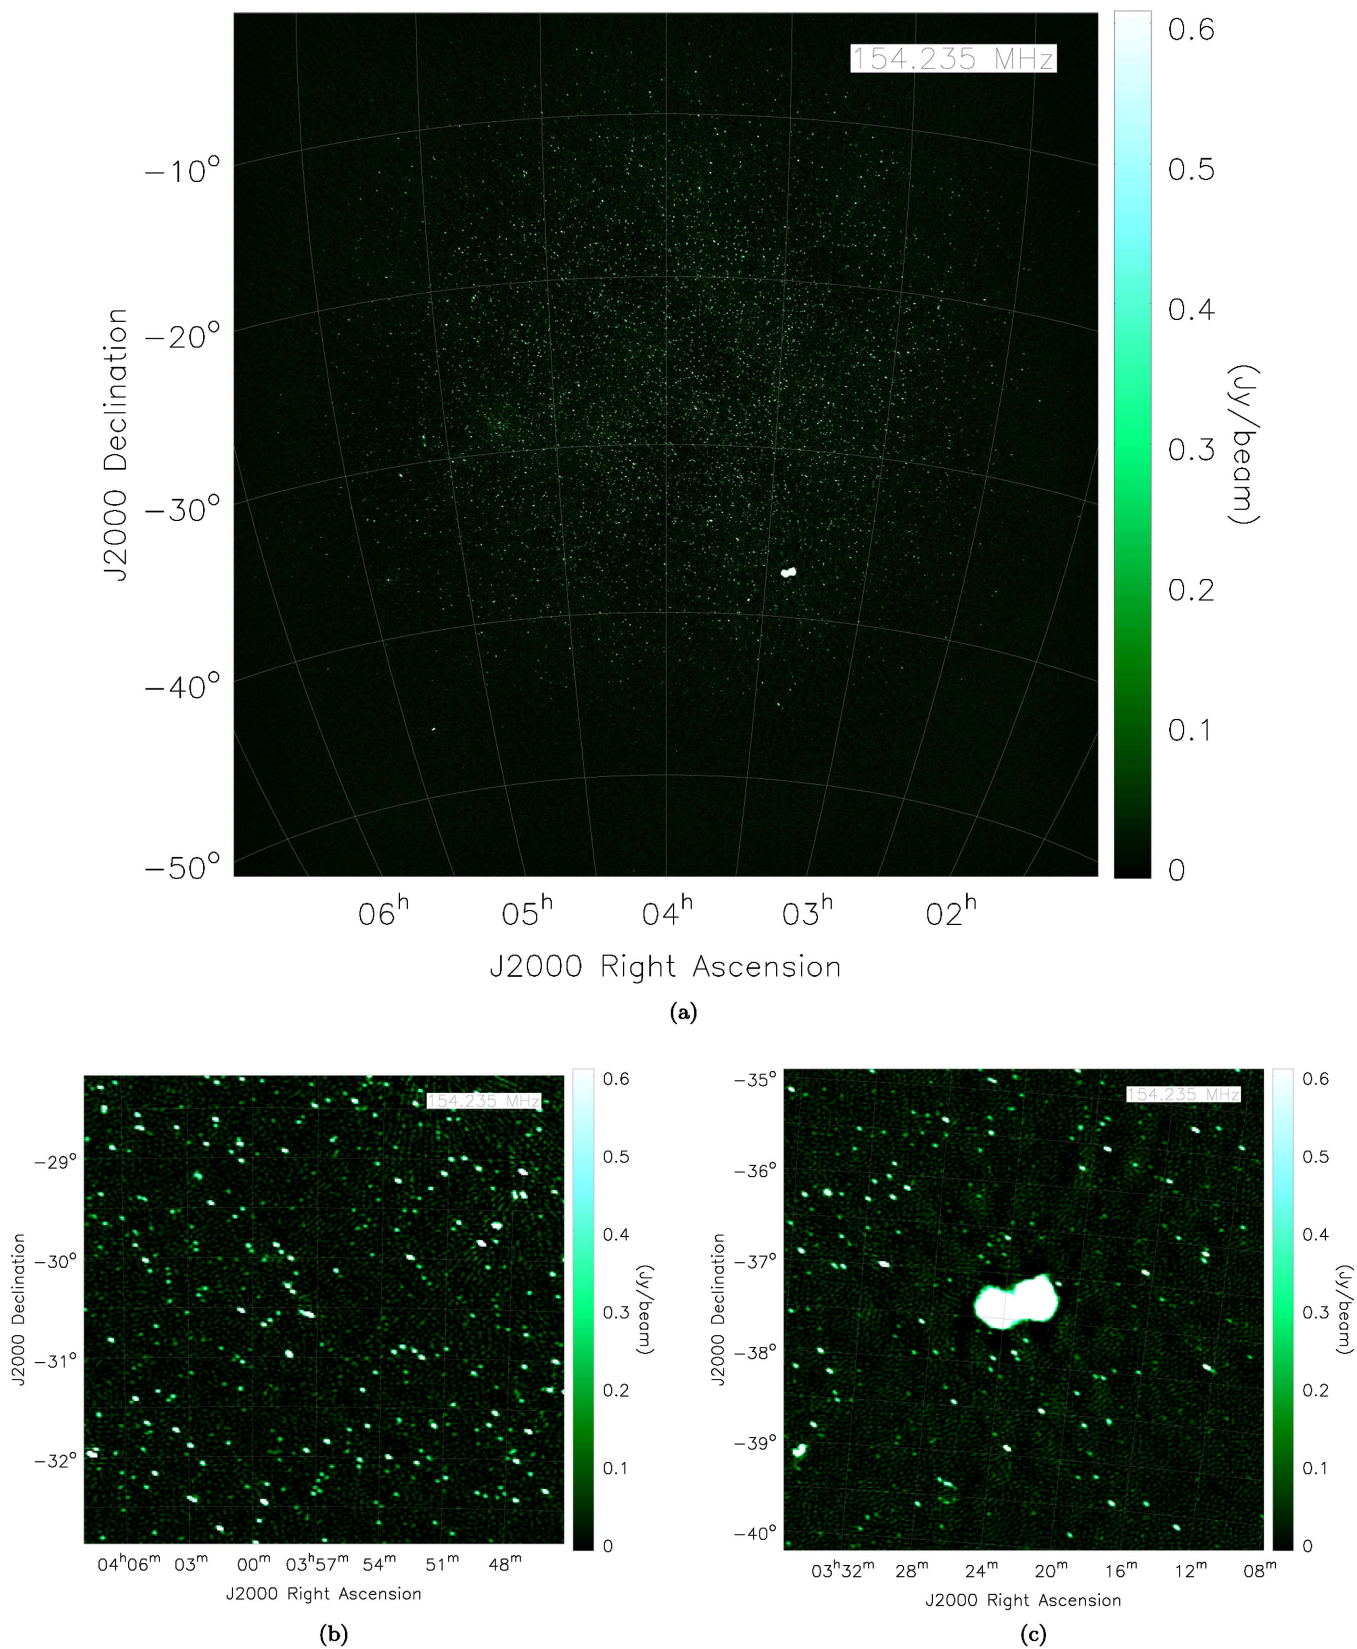 154.235 MHz
0.6
0.5
0.4
0.3
0.2
0.1
0
(Jy/beam)
−10°
−20°
−30°
−40°
−50°
J2000 Declination
06ʰ 05ʰ 04ʰ 03ʰ 02ʰ
J2000 Right Ascension
(a)
154.235 MHz
0.6
0.5
0.4
0.3
0.2
0.1
0
(Jy/beam)
−29°
−30°
−31°
−32°
J2000 Declination
04ʰ06ᵐ 03ᵐ 00ᵐ 03ʰ57ᵐ 54ᵐ 51ᵐ 48ᵐ
J2000 Right Ascension
(b)
154.235 MHz
0.6
0.5
0.4
0.3
0.2
0.1
0
(Jy/beam)
−35°
−36°
−37°
−38°
−39°
−40°
J2000 Declination
03ʰ32ᵐ 28ᵐ 24ᵐ 20ᵐ 16ᵐ 12ᵐ 08ᵐ
J2000 Right Ascension
(c)